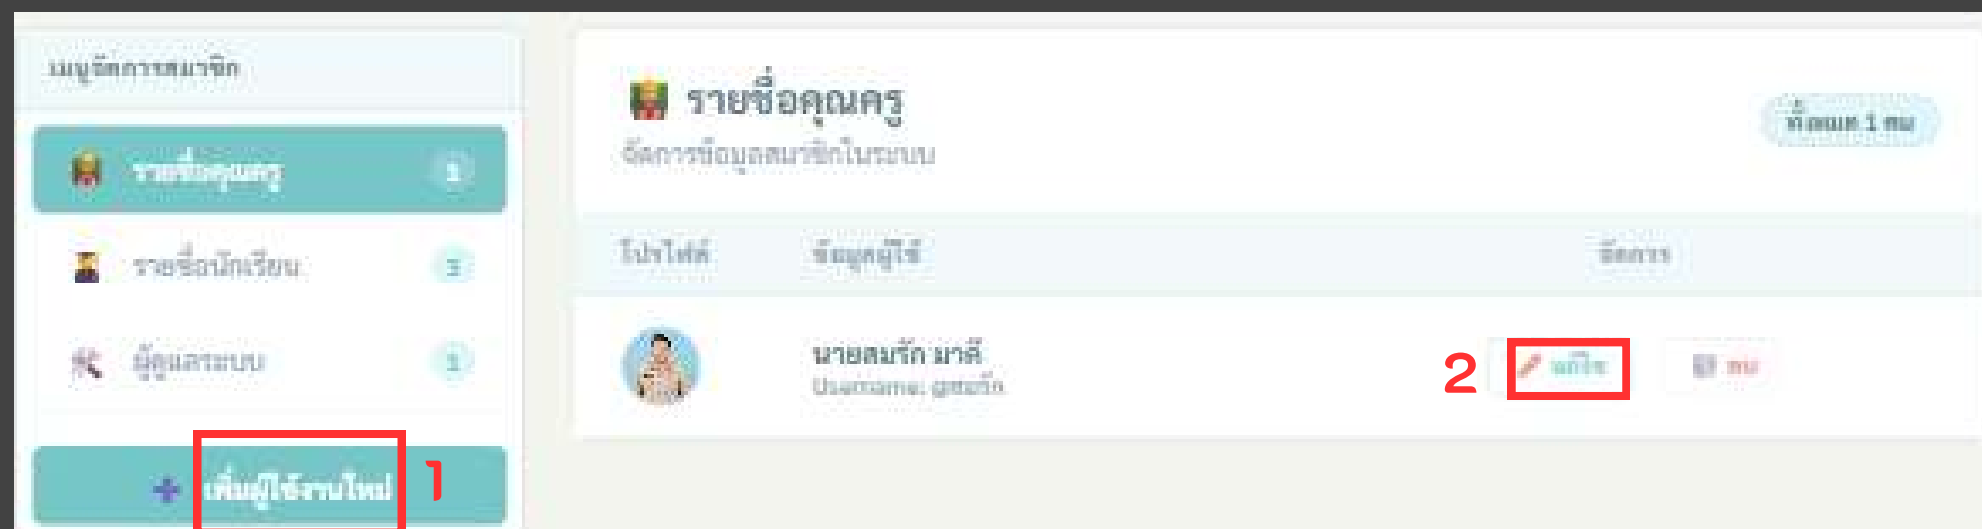 เมนูจัดการสมาชิก
รายชื่อคุณครู 1
รายชื่อนักเรียน
ผู้ดูแลระบบ 1
เพิ่มผู้ใช้งานใหม่ 1
รายชื่อคุณครู
จัดการข้อมูลสมาชิกในระบบ
ทั้งหมด 1 คน
โปรไฟล์ ข้อมูลผู้ใช้ จัดการ
นายสมรัก มาดี
Username:
2 แก้ไข ลบ